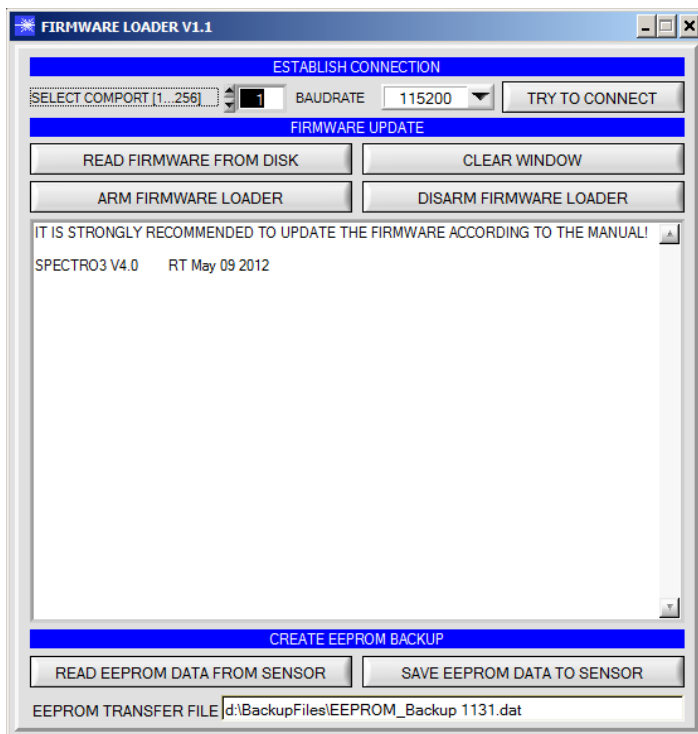 FIRMWARE LOADER V1.1
ESTABLISH CONNECTION
SELECT COMPORT [1...256] 1 BAUDRATE 115200 TRY TO CONNECT
FIRMWARE UPDATE
READ FIRMWARE FROM DISK CLEAR WINDOW
ARM FIRMWARE LOADER DISARM FIRMWARE LOADER
IT IS STRONGLY RECOMMENDED TO UPDATE THE FIRMWARE ACCORDING TO THE MANUAL!
SPECTRO3 V4.0 RT May 09 2012
CREATE EEPROM BACKUP
READ EEPROM DATA FROM SENSOR SAVE EEPROM DATA TO SENSOR
EEPROM TRANSFER FILE d:\BackupFiles\EEPROM_Backup 1131.dat